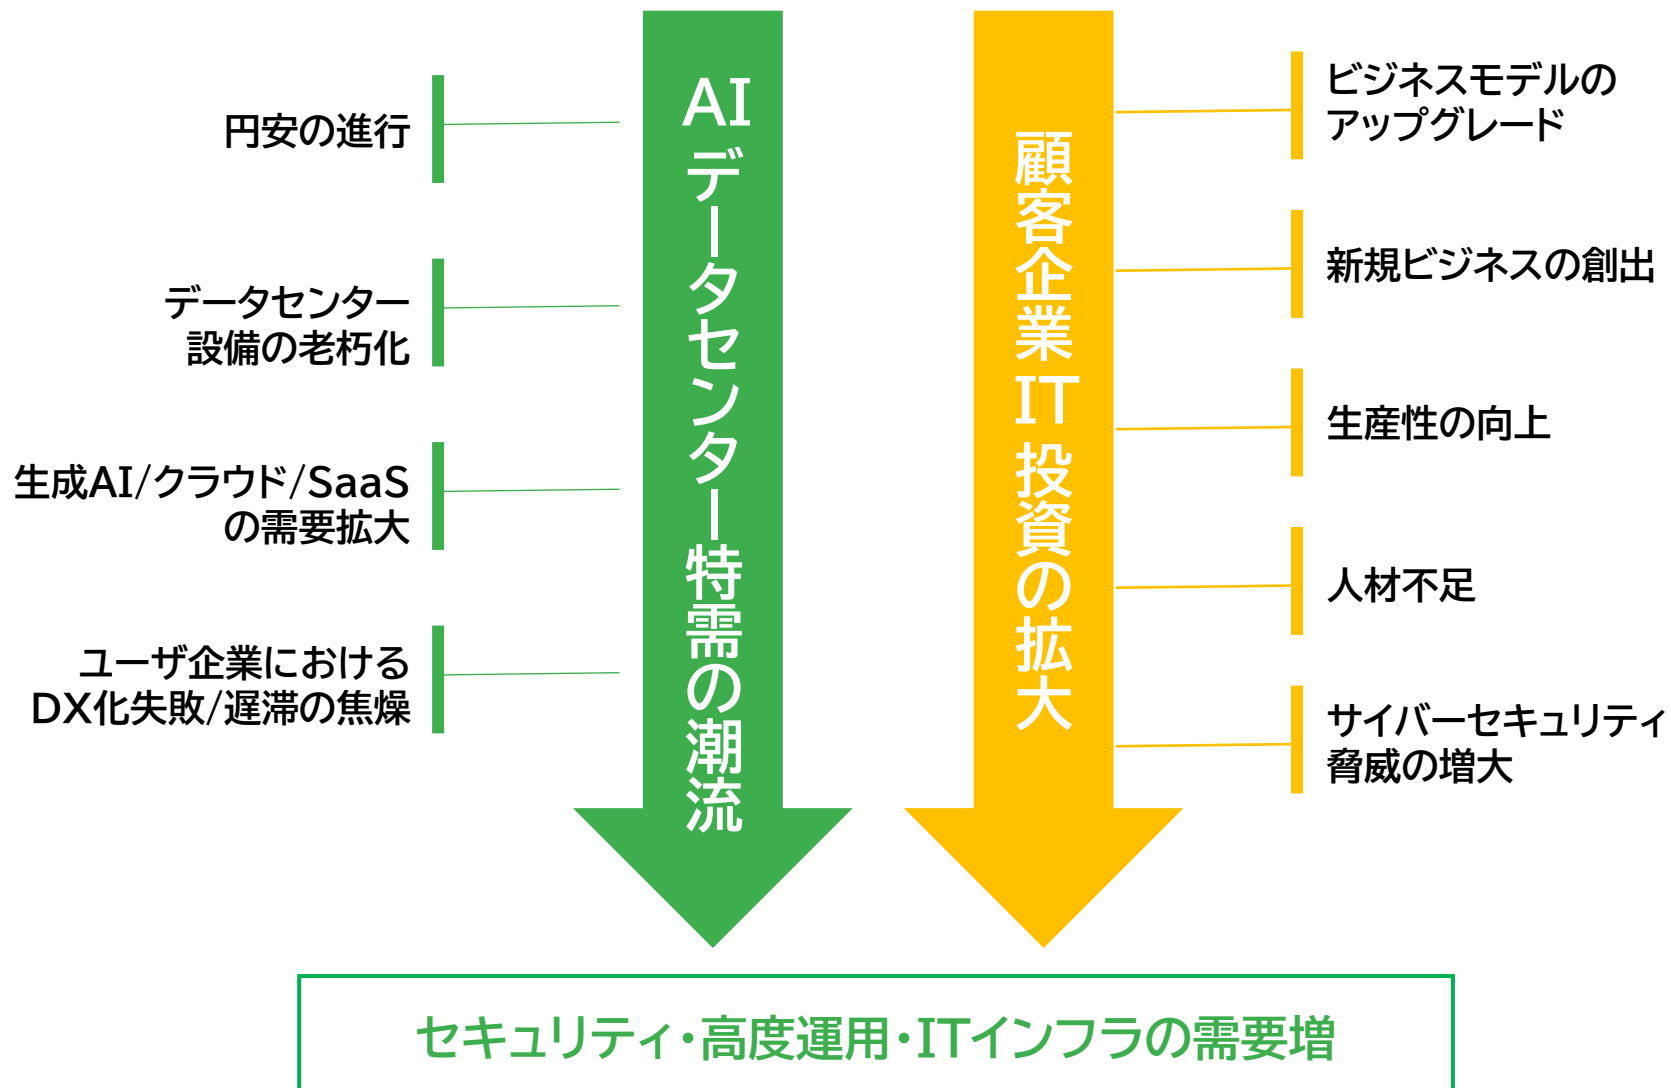 円安の進行
データセンター
設備の老朽化
生成AI/クラウド/SaaS
の需要拡大
ユーザ企業における
DX化失敗/遅滞の焦燥
AIデータセンター特需の潮流
顧客企業IT投資の拡大
ビジネスモデルの
アップグレード
新規ビジネスの創出
生産性の向上
人材不足
サイバーセキュリティ
脅威の増大
セキュリティ・高度運用・ITインフラの需要増